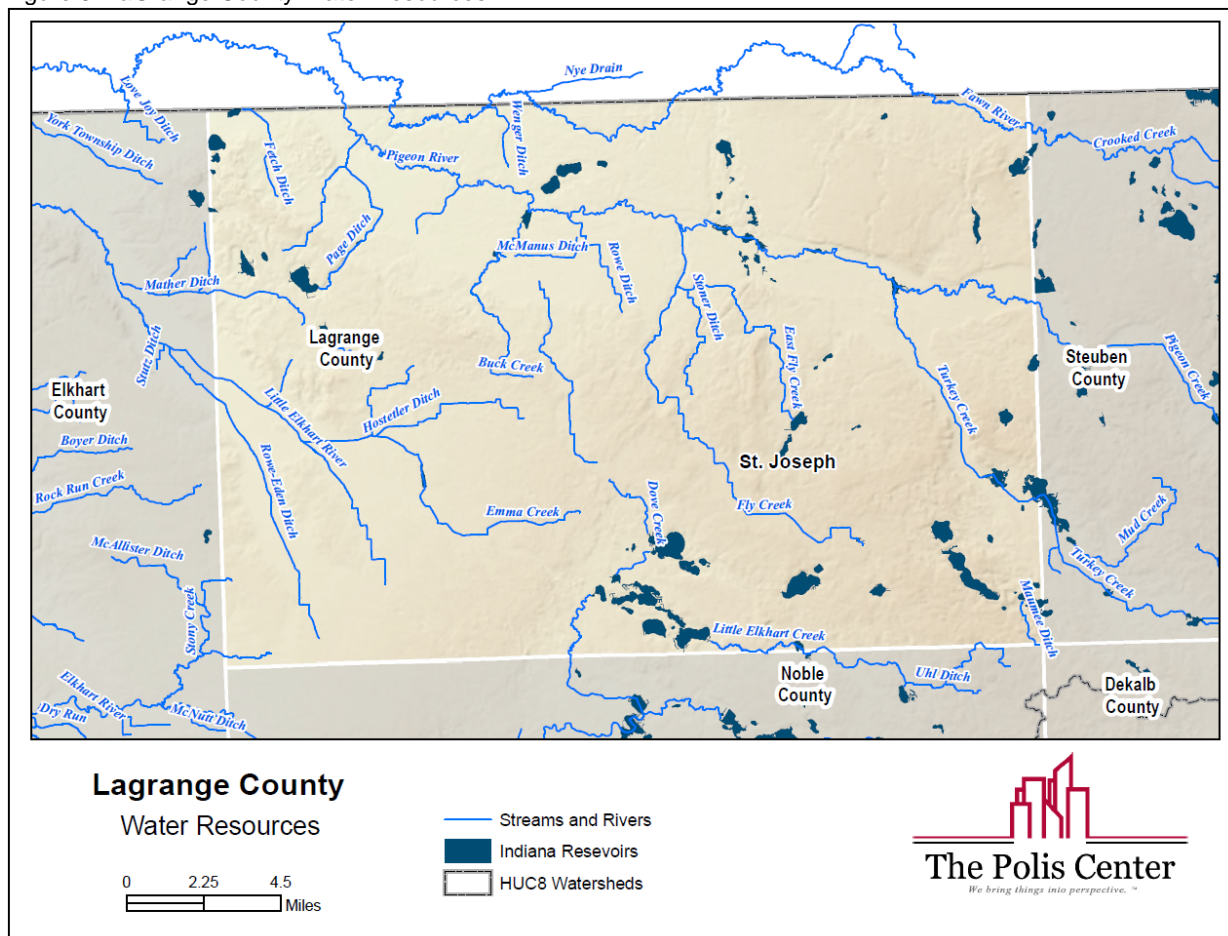 Love Joy Ditch
York Township Ditch
Fetch Ditch
Pigeon River
Wenger Ditch
Nye Drain
Fawn River
Crooked Creek
Page Ditch
McManus Ditch
Rowe Ditch
Stoner Ditch
East Fly Creek
Mather Ditch
Stutz Ditch
Lagrange
County
Buck Creek
Turkey Creek
Steuben
County
Pigeon Creek
Elkhart
County
Little Elkhart River
Hostetler Ditch
Boyer Ditch
Rock Run Creek
Rowe-Eden Ditch
Emma Creek
St. Joseph
Dove Creek
Fly Creek
Mud Creek
McAllister Ditch
Stony Creek
Turkey Creek
Maumee Ditch
Little Elkhart Creek
Noble
County
Uhl Ditch
Dekalb
County
Elkhart River
Dry Run
McNutt Ditch
Lagrange County
Water Resources
0 2.25 4.5
Miles
Streams and Rivers
Indiana Resevoirs
HUC8 Watersheds
The Polis Center
We bring things into perspective. ™